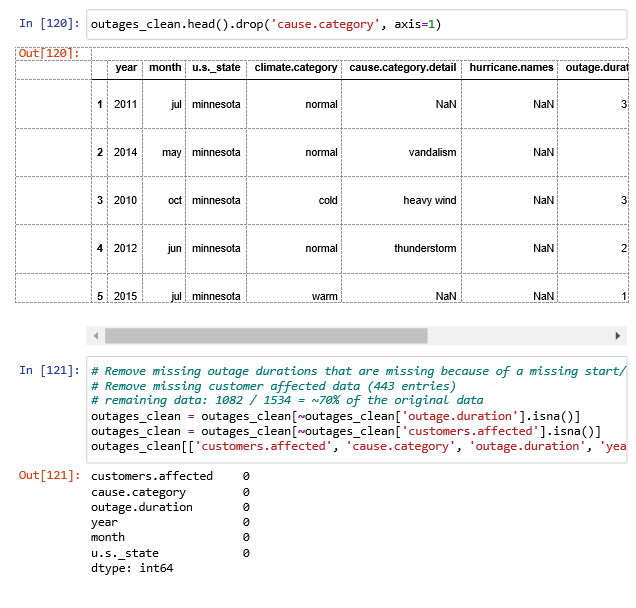 In [120]: outages_clean.head().drop('cause.category', axis=1)
Out[120]:
year month u.s._state climate.category cause.category.detail hurricane.names outage.durat
1 2011 jul minnesota normal NaN NaN 3
2 2014 may minnesota normal vandalism NaN
3 2010 oct minnesota cold heavy wind NaN 3
4 2012 jun minnesota normal thunderstorm NaN 2
5 2015 jul minnesota warm NaN NaN 1
In [121]: # Remove missing outage durations that are missing because of a missing start/
# Remove missing customer affected data (443 entries)
# remaining data: 1082 / 1534 = ~70% of the original data
outages_clean = outages_clean[~outages_clean['outage.duration'].isna()]
outages_clean = outages_clean[~outages_clean['customers.affected'].isna()]
outages_clean[['customers.affected', 'cause.category', 'outage.duration', 'yea
Out[121]: customers.affected 0
cause.category 0
outage.duration 0
year 0
month 0
u.s._state 0
dtype: int64